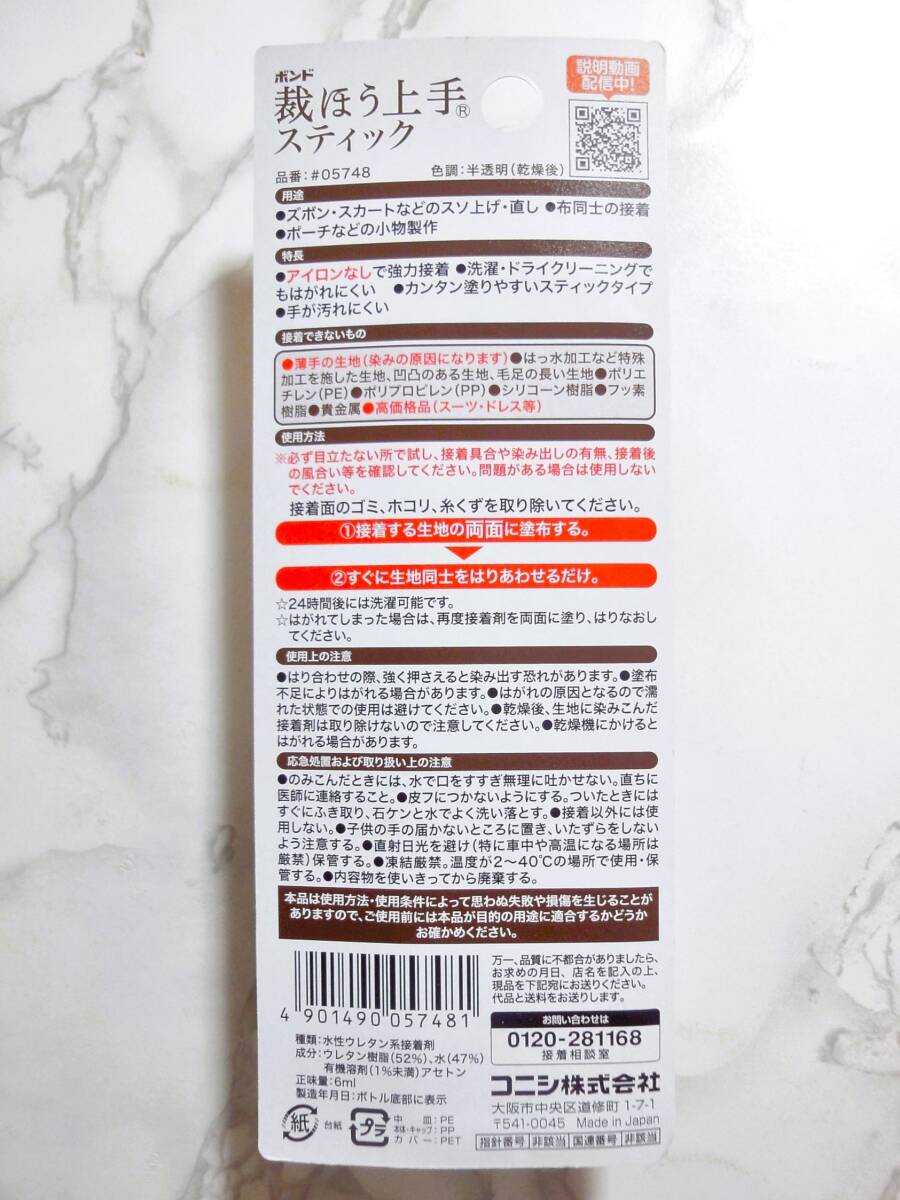 ボンド
裁ほう上手®
スティック
説明動画
配信中!
品番:#05748
色調:半透明(乾燥後)
用途
●ズボン・スカートなどのスソ上げ・直し ●布同士の接着
●ポーチなどの小物製作
特長
●アイロンなしで強力接着 ●洗濯・ドライクリーニングで
もはがれにくい ●カンタン塗りやすいスティックタイプ
●手が汚れにくい
接着できないもの
●薄手の生地(染みの原因になります)●はっ水加工など特殊
加工を施した生地、凹凸のある生地、毛足の長い生地●ポリエ
チレン(PE)●ポリプロピレン(PP)●シリコーン樹脂●フッ素
樹脂●貴金属●高価格品(スーツ・ドレス等)
使用方法
※必ず目立たない所で試し、接着具合や染み出しの有無、接着後
の風合い等を確認してください。問題がある場合は使用しない
でください。
接着面のゴミ、ホコリ、糸くずを取り除いてください。
①接着する生地の両面に塗布する。
②すぐに生地同士をはりあわせるだけ。
☆24時間後には洗濯可能です。
☆はがれてしまった場合は、再度接着剤を両面に塗り、はりなおし
てください。
使用上の注意
●はり合わせの際、強く押さえると染み出す恐れがあります。●塗布
不足によりはがれる場合があります。●はがれの原因となるので濡
れた状態での使用は避けてください。●乾燥後、生地に染みこんだ
接着剤は取り除けないので注意してください。●乾燥機にかけると
はがれる場合があります。
応急処置および取り扱い上の注意
●のみこんだときには、水で口をすすぎ無理に吐かせない。直ちに
医師に連絡すること。●皮フにつかないようにする。ついたときには
すぐにふき取り、石ケンと水でよく洗い落とす。●接着以外には使
用しない。●子供の手の届かないところに置き、いたずらをしない
よう注意する。●直射日光を避け(特に車中や高温になる場所は
厳禁)保管する。●凍結厳禁。温度が2〜40℃の場所で使用・保
管する。●内容物を使いきってから廃棄する。
本品は使用方法・使用条件によって思わぬ失敗や損傷を生じることが
ありますので、ご使用前には本品が目的の用途に適合するかどうか
お確かめください。
4 901490 057481
種類:水性ウレタン系接着剤
成分:ウレタン樹脂(52%)、水(47%)
有機溶剤(1%未満)アセトン
正味量:6ml
製造年月日:ボトル底部に表示
紙 台紙
プラ
中皿:PE
本体・キャップ:PP
カバー:PET
万一、品質に不都合がありましたら、
お求めの月日、店名を記入の上、
現品を下記宛にお送りください。
代品と送料をお送りします。
お問い合わせは
0120-281168
接着相談室
コニシ株式会社
大阪市中央区道修町 1-7-1
〒541-0045 Made in Japan
指針番号 非該当 国連番号 非該当